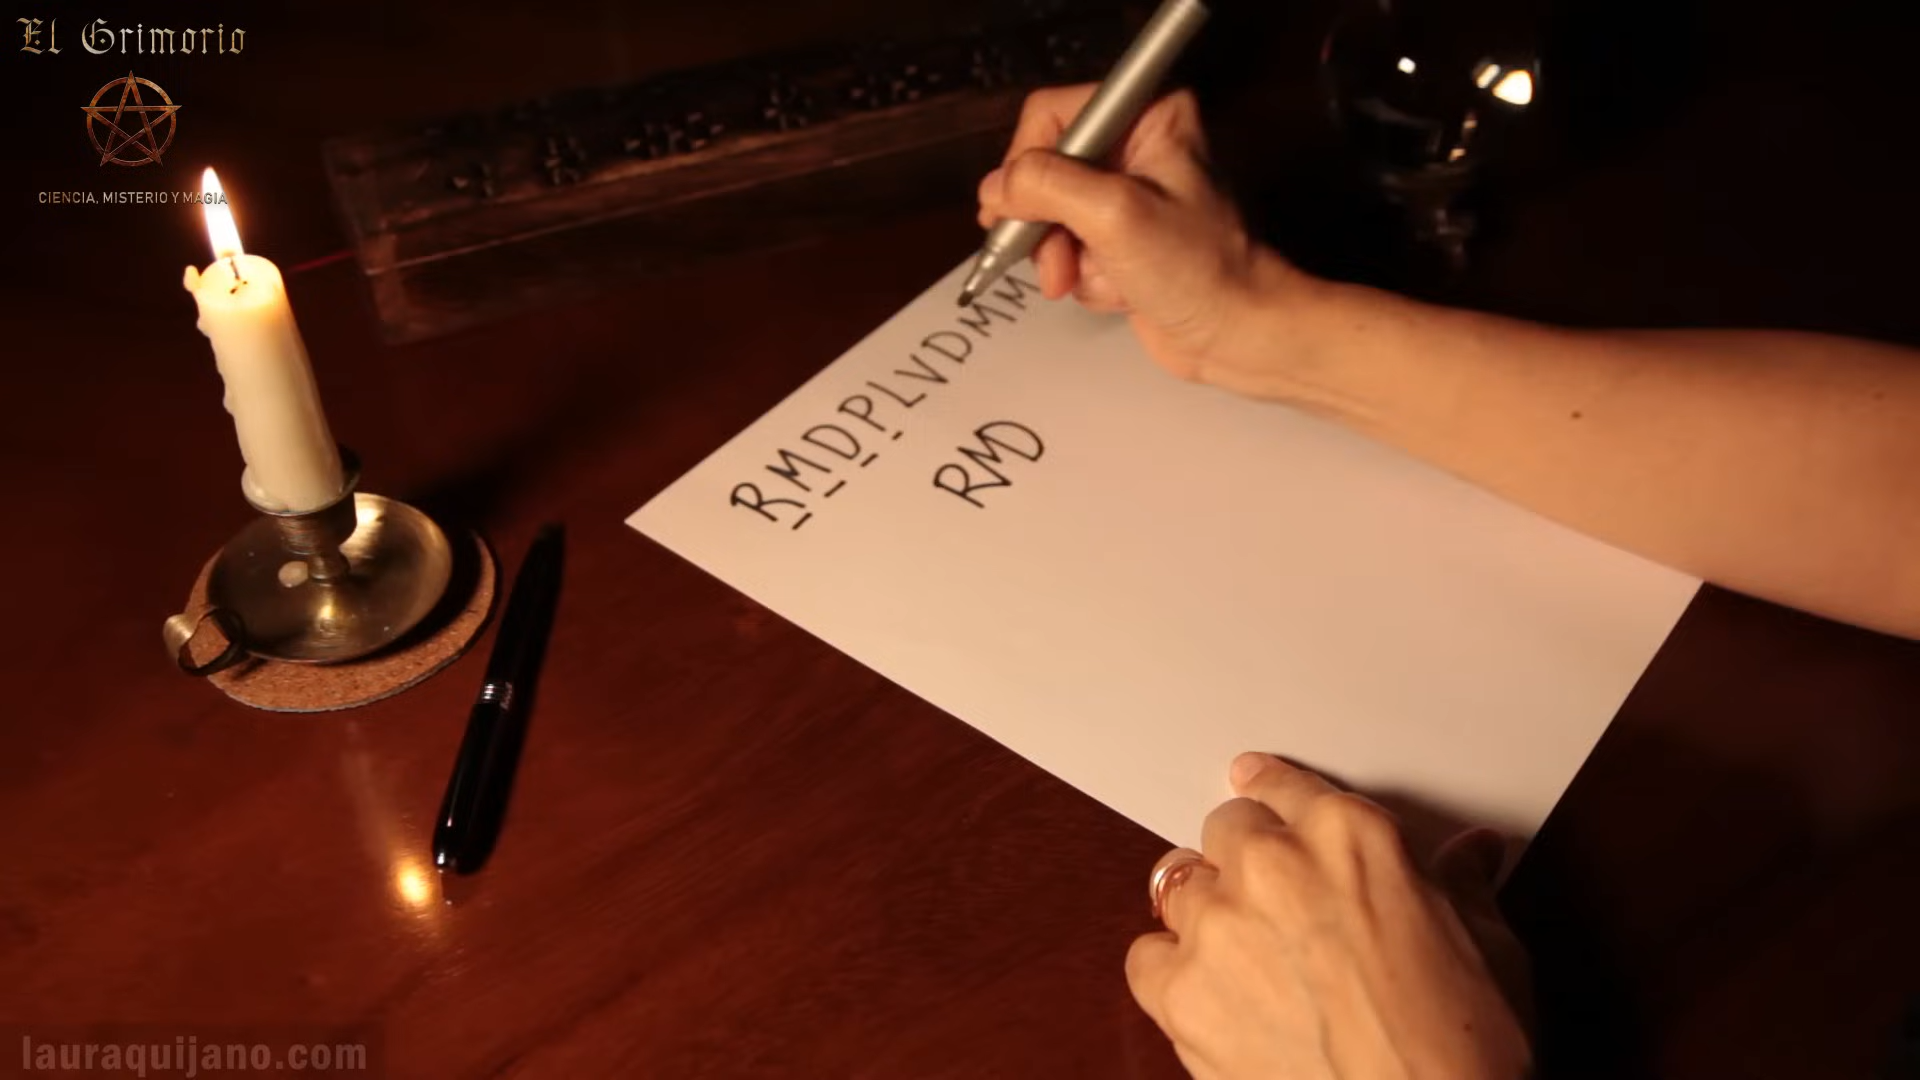 El Grimorio
CIENCIA, MISTERIO Y MAGIA
RMDPLVDMM
RMD
lauraquijano.com